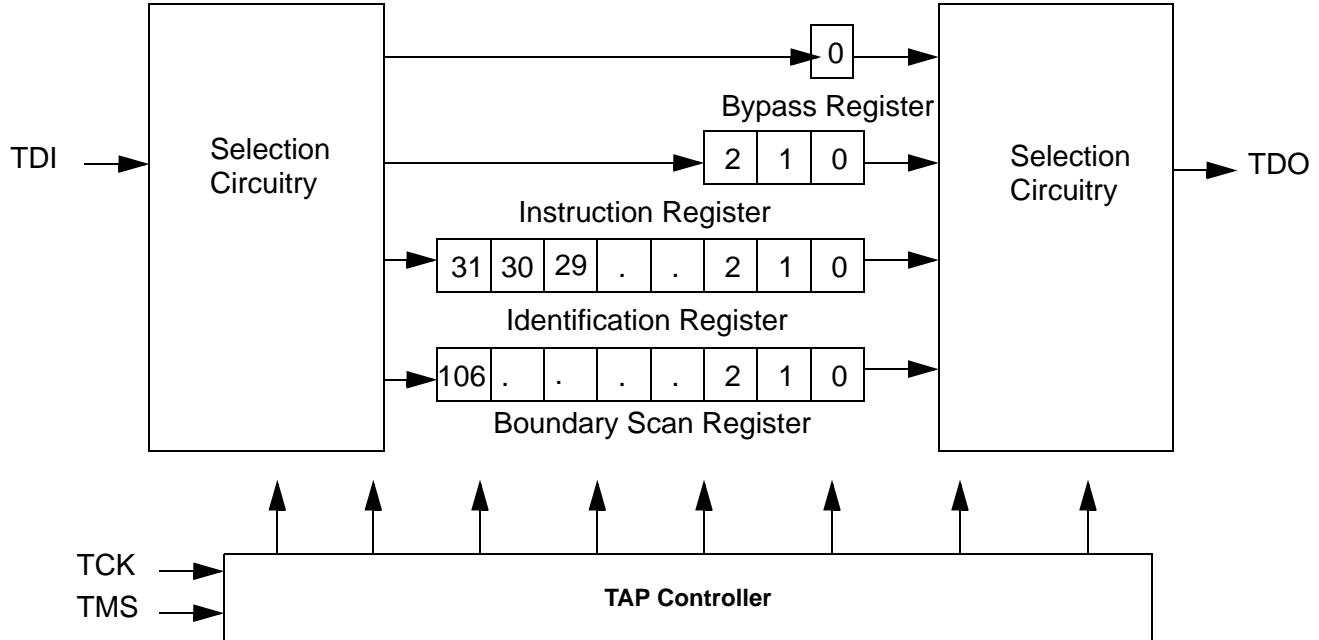 0
Bypass Register
TDI
Selection
Circuitry
2 1 0
Selection
Circuitry
TDO
Instruction Register
31 30 29 . . 2 1 0
Identification Register
106 . . . . 2 1 0
Boundary Scan Register
TCK
TMS
TAP Controller